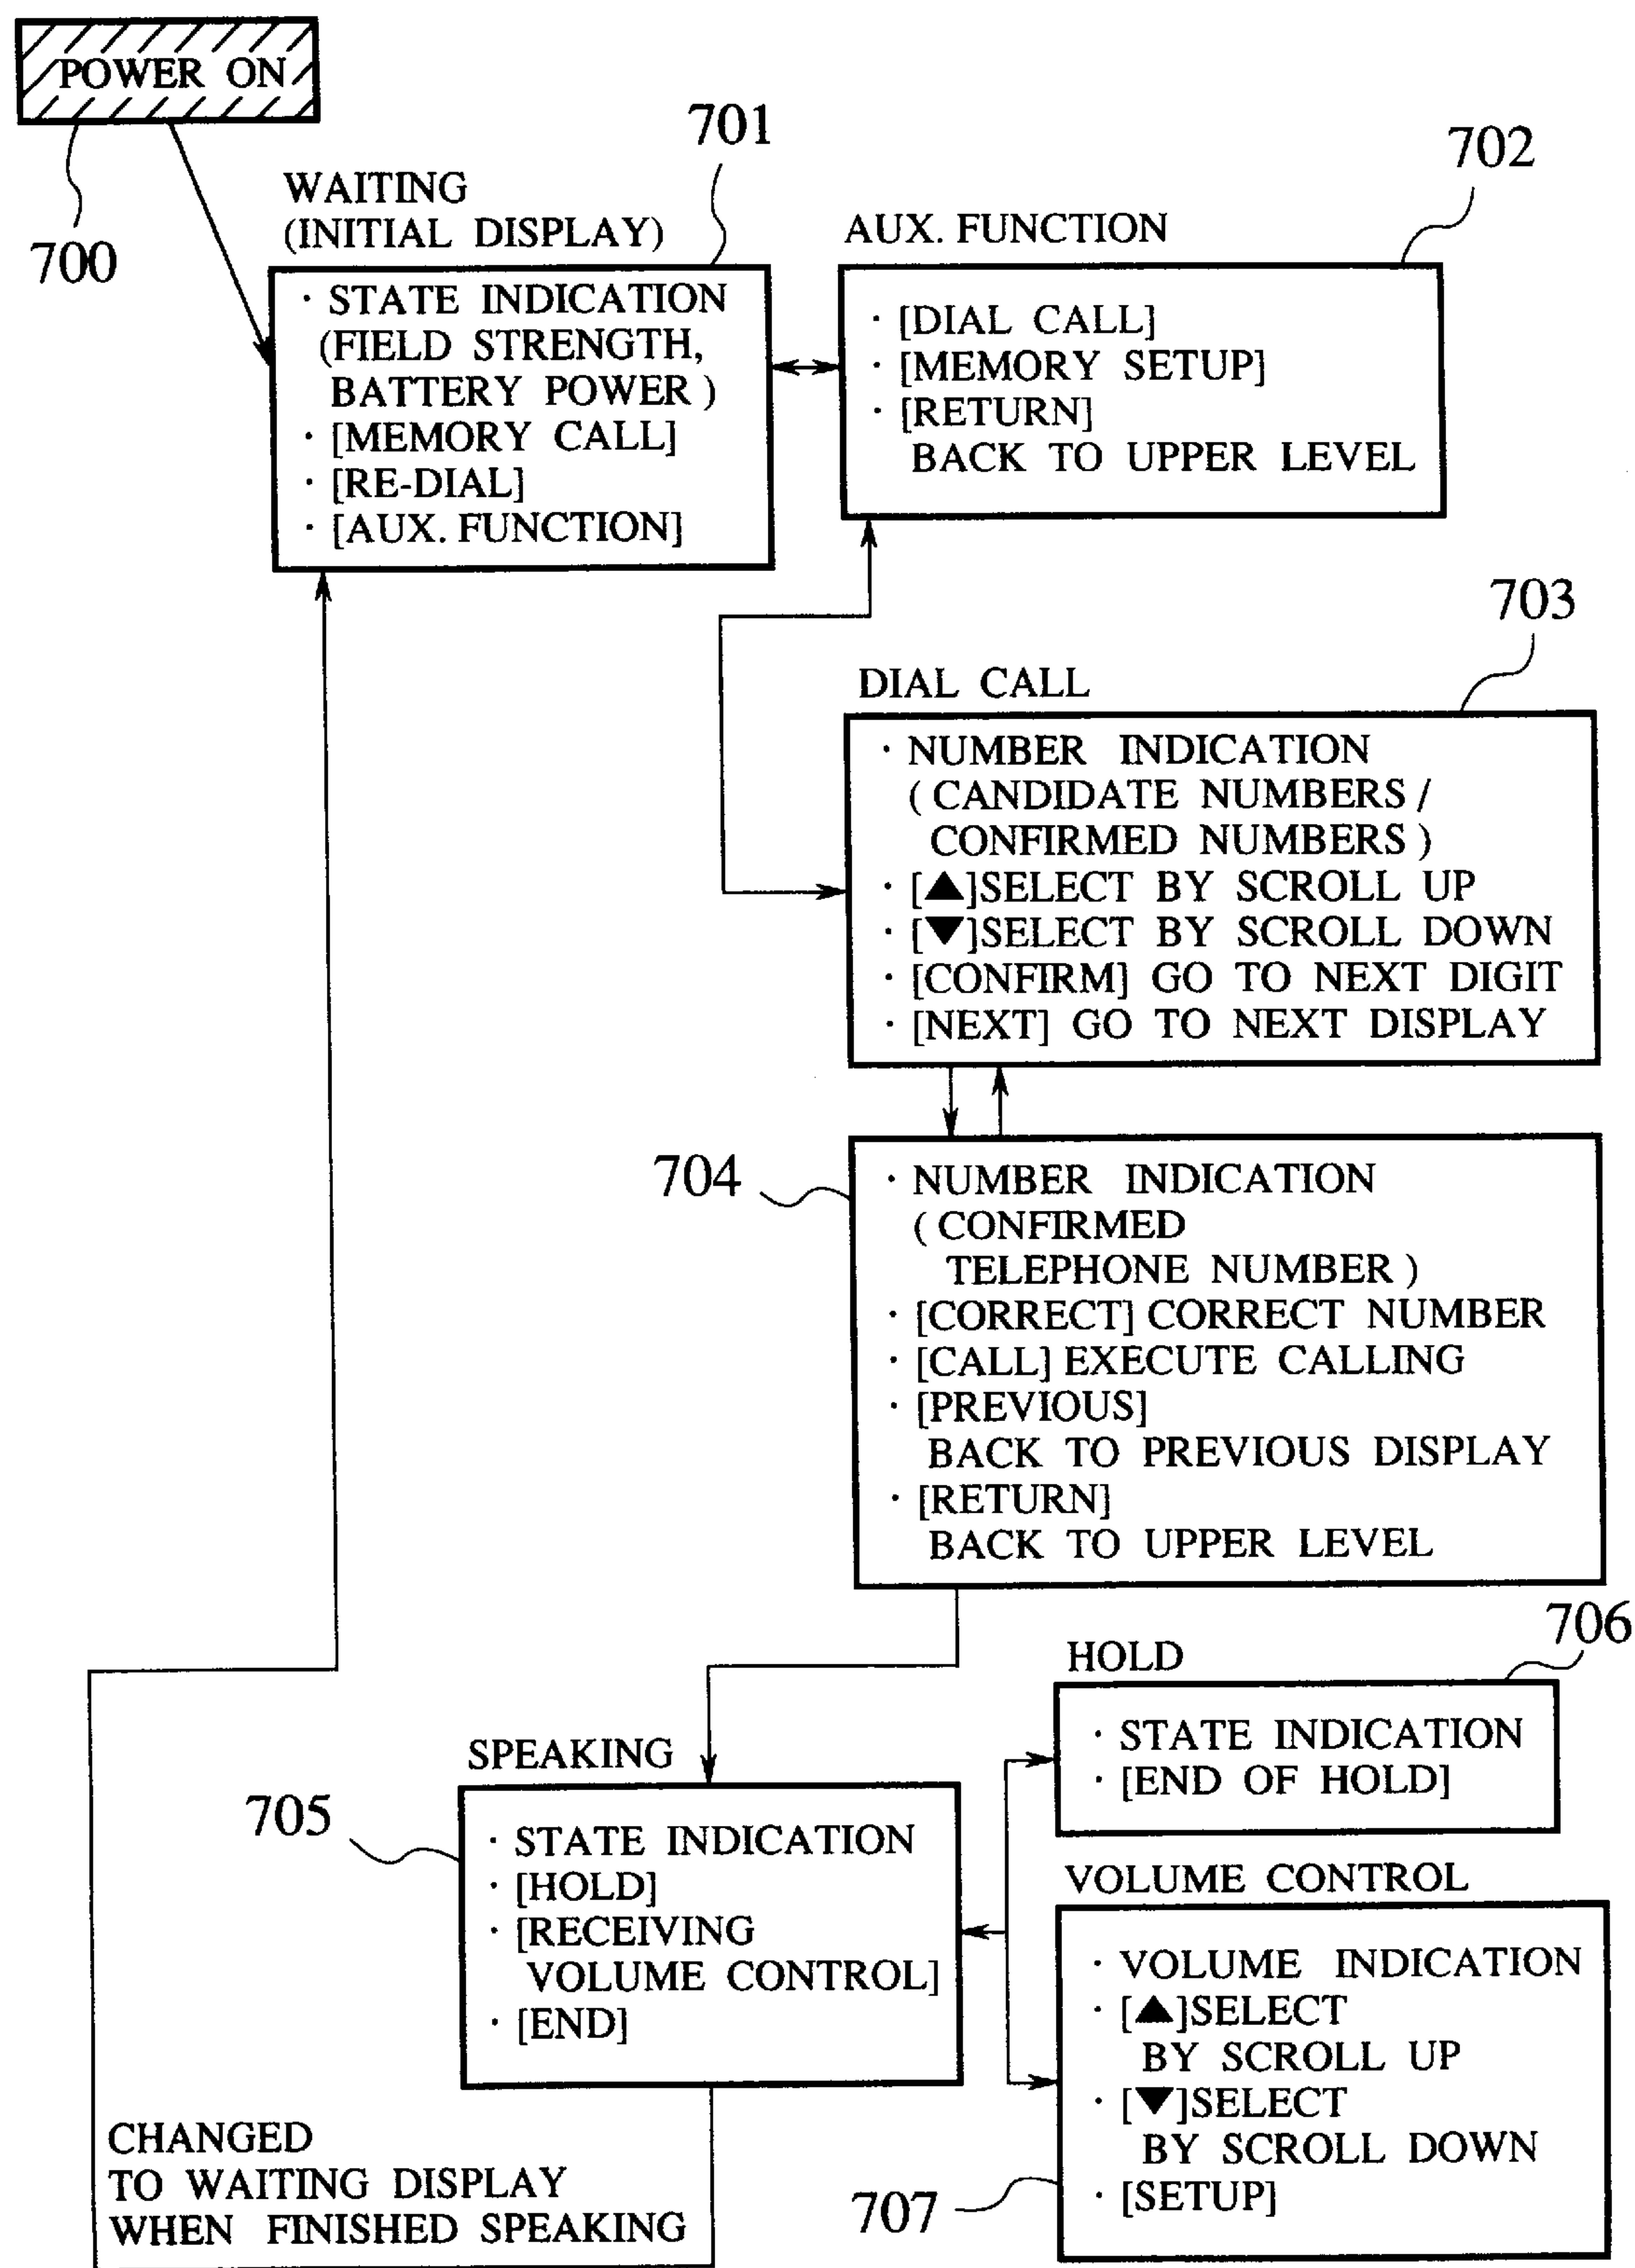 POWER ON
700
701
WAITING
(INITIAL DISPLAY)
· STATE INDICATION
(FIELD STRENGTH,
BATTERY POWER )
· [MEMORY CALL]
· [RE-DIAL]
· [AUX. FUNCTION]
702
AUX. FUNCTION
· [DIAL CALL]
· [MEMORY SETUP]
· [RETURN]
BACK TO UPPER LEVEL
703
DIAL CALL
· NUMBER INDICATION
( CANDIDATE NUMBERS /
CONFIRMED NUMBERS )
· [▲]SELECT BY SCROLL UP
· [▼]SELECT BY SCROLL DOWN
· [CONFIRM] GO TO NEXT DIGIT
· [NEXT] GO TO NEXT DISPLAY
704
· NUMBER INDICATION
( CONFIRMED
TELEPHONE NUMBER )
· [CORRECT] CORRECT NUMBER
· [CALL] EXECUTE CALLING
· [PREVIOUS]
BACK TO PREVIOUS DISPLAY
· [RETURN]
BACK TO UPPER LEVEL
705
SPEAKING
· STATE INDICATION
· [HOLD]
· [RECEIVING
VOLUME CONTROL]
· [END]
706
HOLD
· STATE INDICATION
· [END OF HOLD]
VOLUME CONTROL
· VOLUME INDICATION
· [▲]SELECT
BY SCROLL UP
· [▼]SELECT
BY SCROLL DOWN
· [SETUP]
707
CHANGED
TO WAITING DISPLAY
WHEN FINISHED SPEAKING